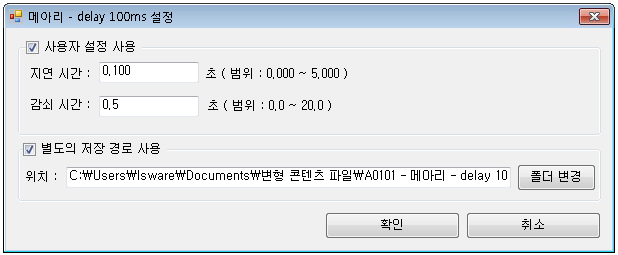 메아리 - delay 100ms 설정
사용자 설정 사용
지연 시간 : 0,100 초 ( 범위 : 0,000 ~ 5,000 )
감쇠 시간 : 0,5 초 ( 범위 : 0,0 ~ 20,0 )
별도의 저장 경로 사용
위치 : C:₩Users₩lsware₩Documents₩변형 콘텐츠 파일₩A0101 - 메아리 - delay 10 폴더 변경
확인 취소